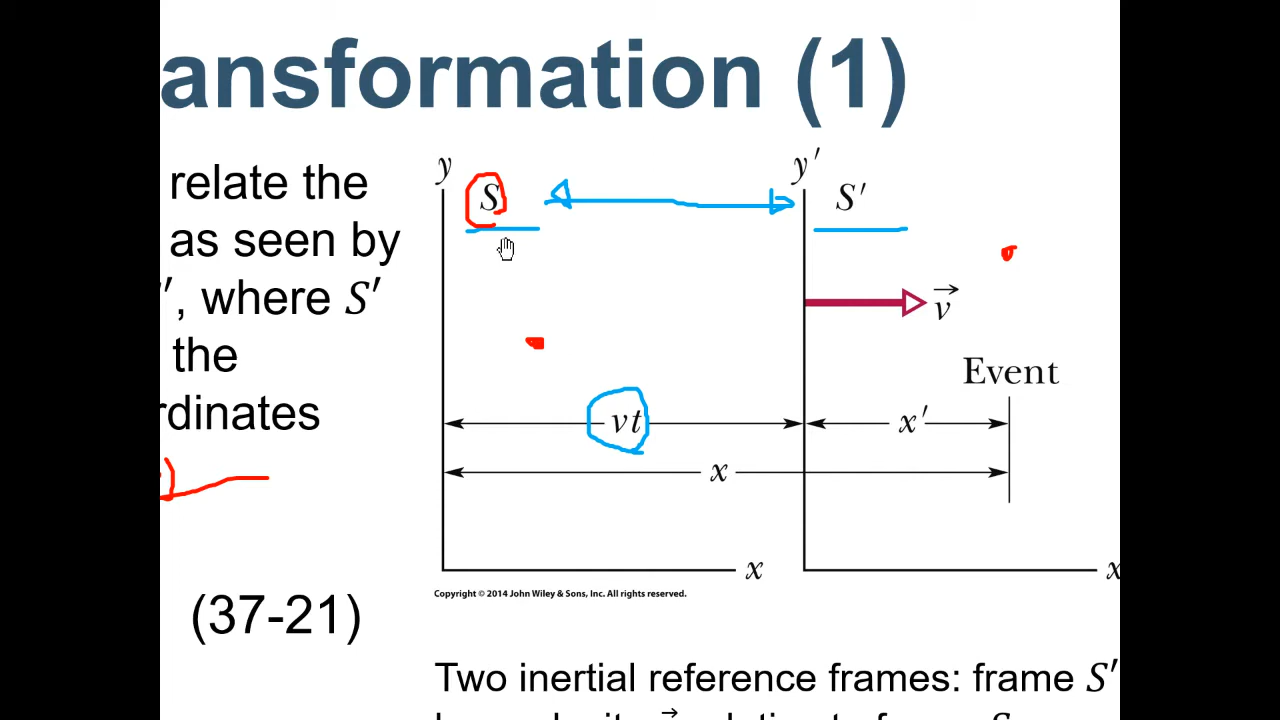 ansformation (1)
relate the
as seen by
′, where S′
the
rdinates
(37-21)
y
S
y′
S′
v⃗
Event
vt
x′
x
x
x
Copyright © 2014 John Wiley & Sons, Inc. All rights reserved.
Two inertial reference frames: frame S′